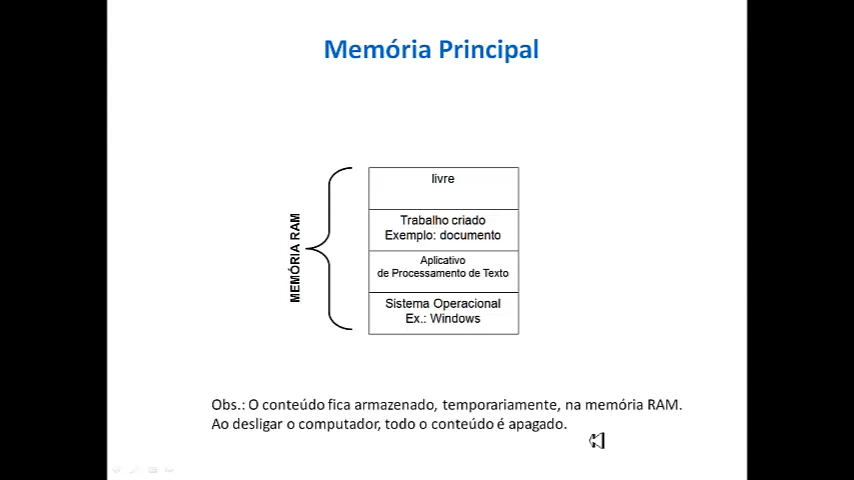 Memória Principal
MEMÓRIA RAM
livre
Trabalho criado
Exemplo: documento
Aplicativo
de Processamento de Texto
Sistema Operacional
Ex.: Windows
Obs.: O conteúdo fica armazenado, temporariamente, na memória RAM.
Ao desligar o computador, todo o conteúdo é apagado.